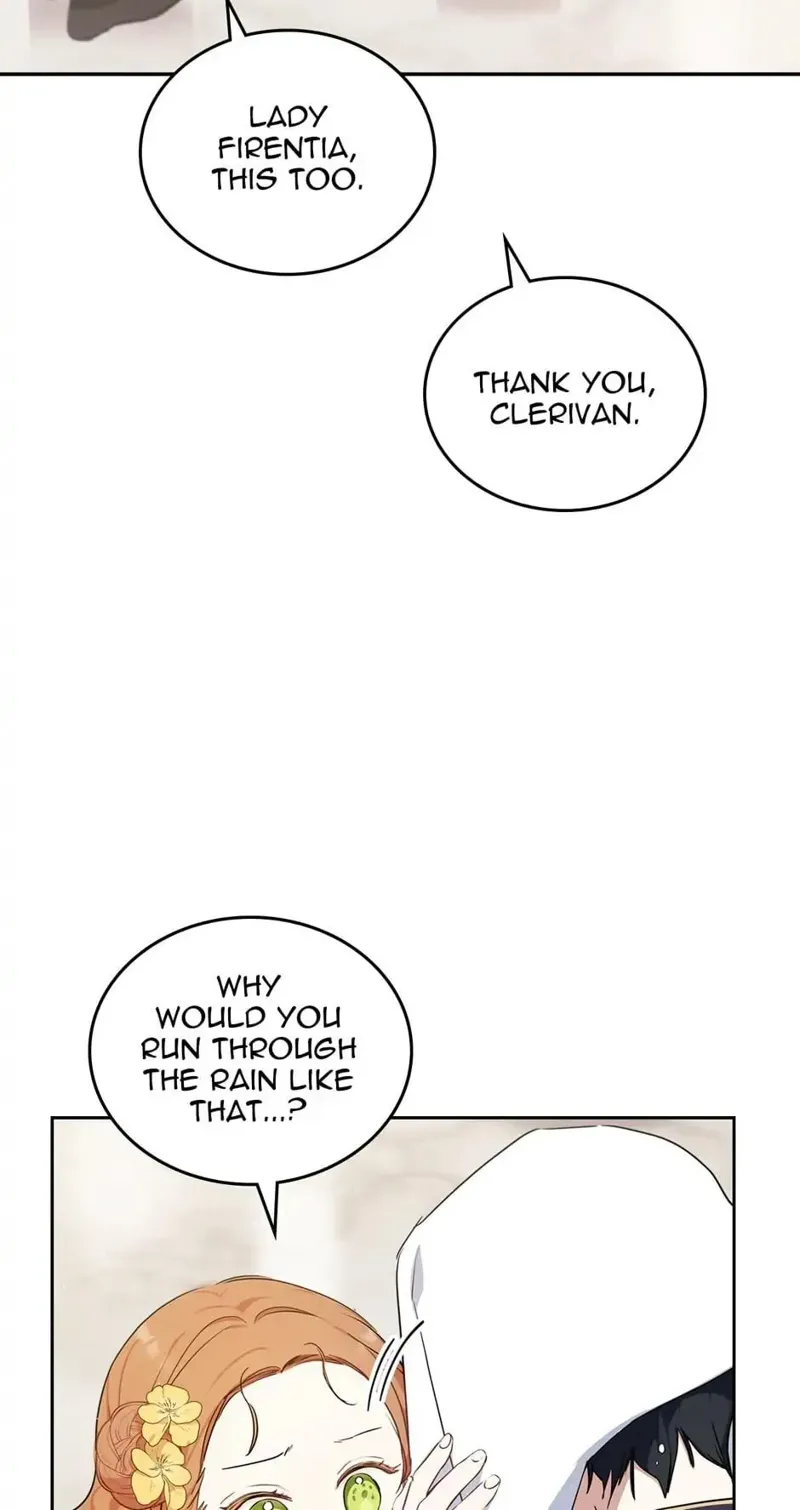 LADY
FIRENTIA,
THIS TOO.
THANK YOU,
CLERIVAN.
WHY
WOULD YOU
RUN THROUGH
THE RAIN LIKE
THAT...?